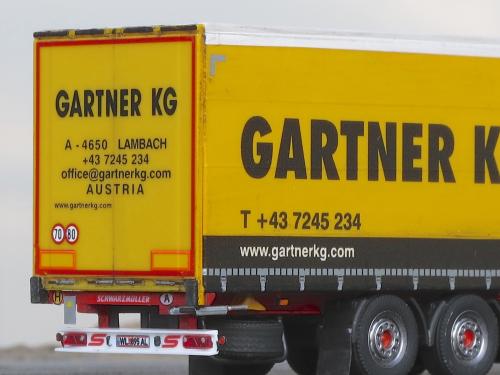 GARTNER KG
A - 4650 LAMBACH
+43 7245 234
office@gartnerkg.com
AUSTRIA
www.gartnerkg.com
70 80
SCHWARZMÜLLER A
S S
GARTNER K
T +43 7245 234
www.gartnerkg.com